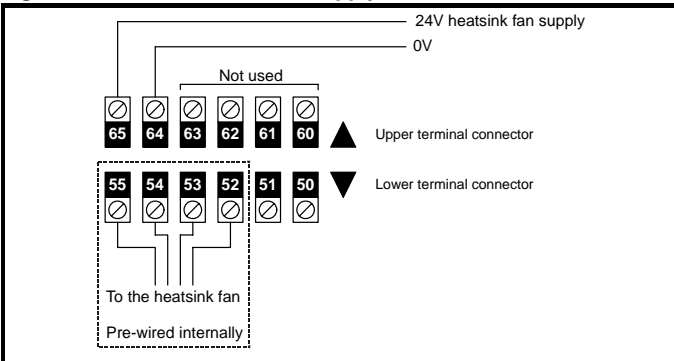 24V heatsink fan supply
0V
Not used
65 64 63 62 61 60
Upper terminal connector
55 54 53 52 51 50
Lower terminal connector
To the heatsink fan
Pre-wired internally